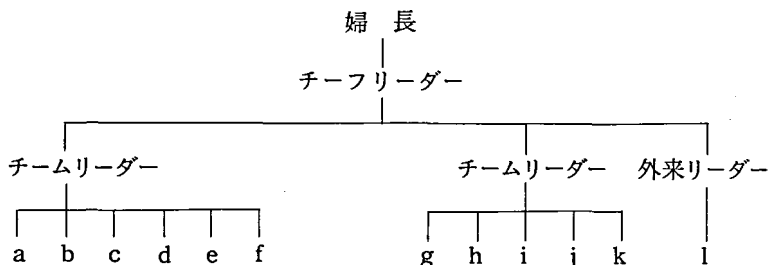 婦長
チーフリーダー
チームリーダー チームリーダー 外来リーダー
a b c d e f g h i j k l